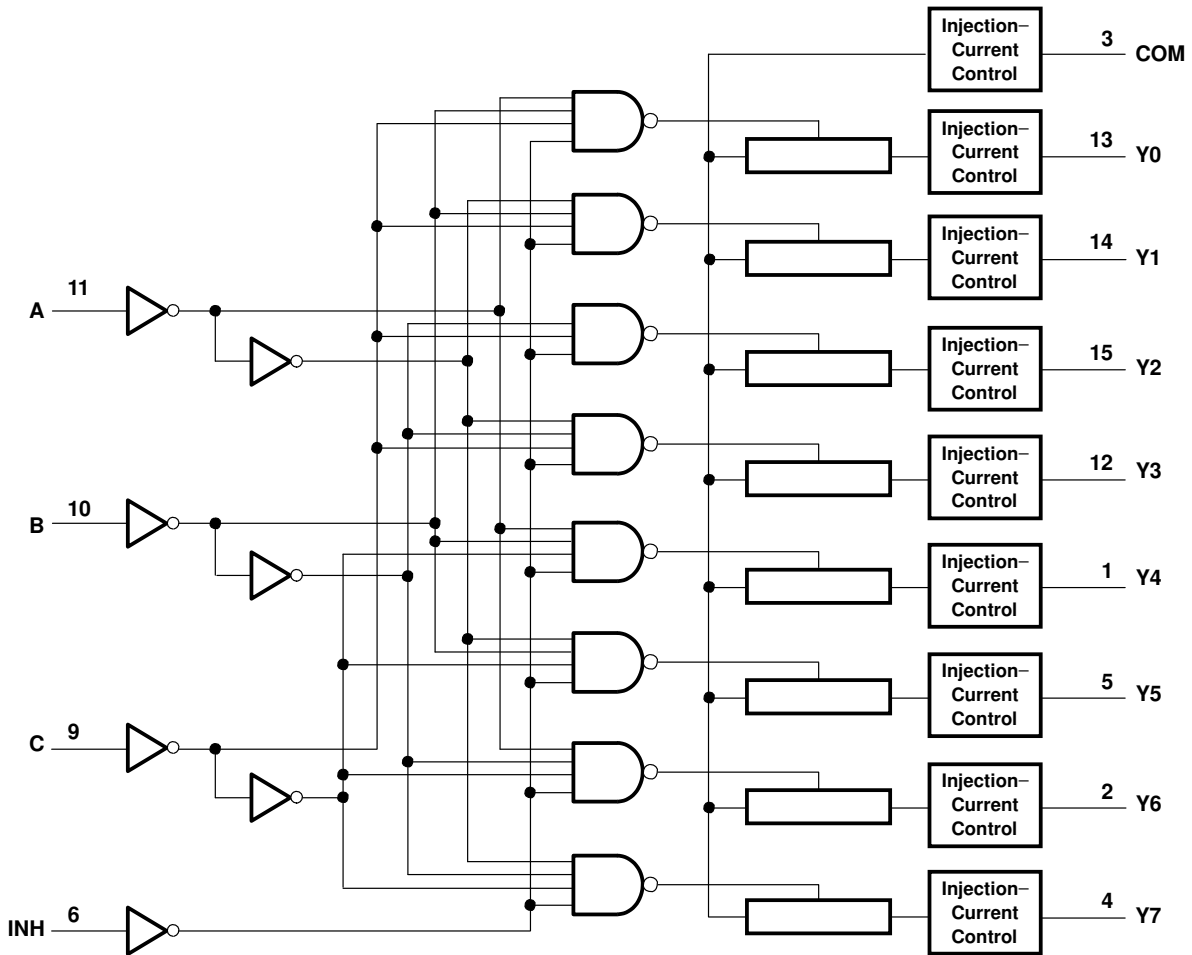 Injection–
Current
Control
3
COM
Injection–
Current
Control
13
Y0
Injection–
Current
Control
14
Y1
11
A
Injection–
Current
Control
15
Y2
Injection–
Current
Control
12
Y3
10
B
Injection–
Current
Control
1
Y4
Injection–
Current
Control
5
Y5
9
C
Injection–
Current
Control
2
Y6
6
INH
Injection–
Current
Control
4
Y7